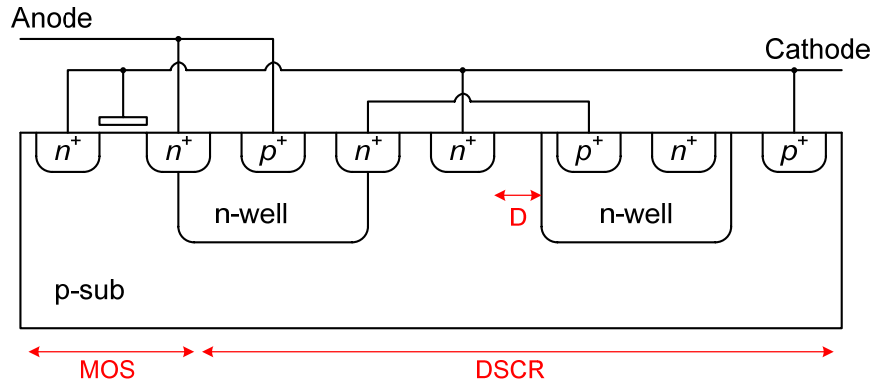 Anode
Cathode
n+ n+ p+ n+ n+ p+ n+ p+
n-well n-well
D
p-sub
MOS DSCR